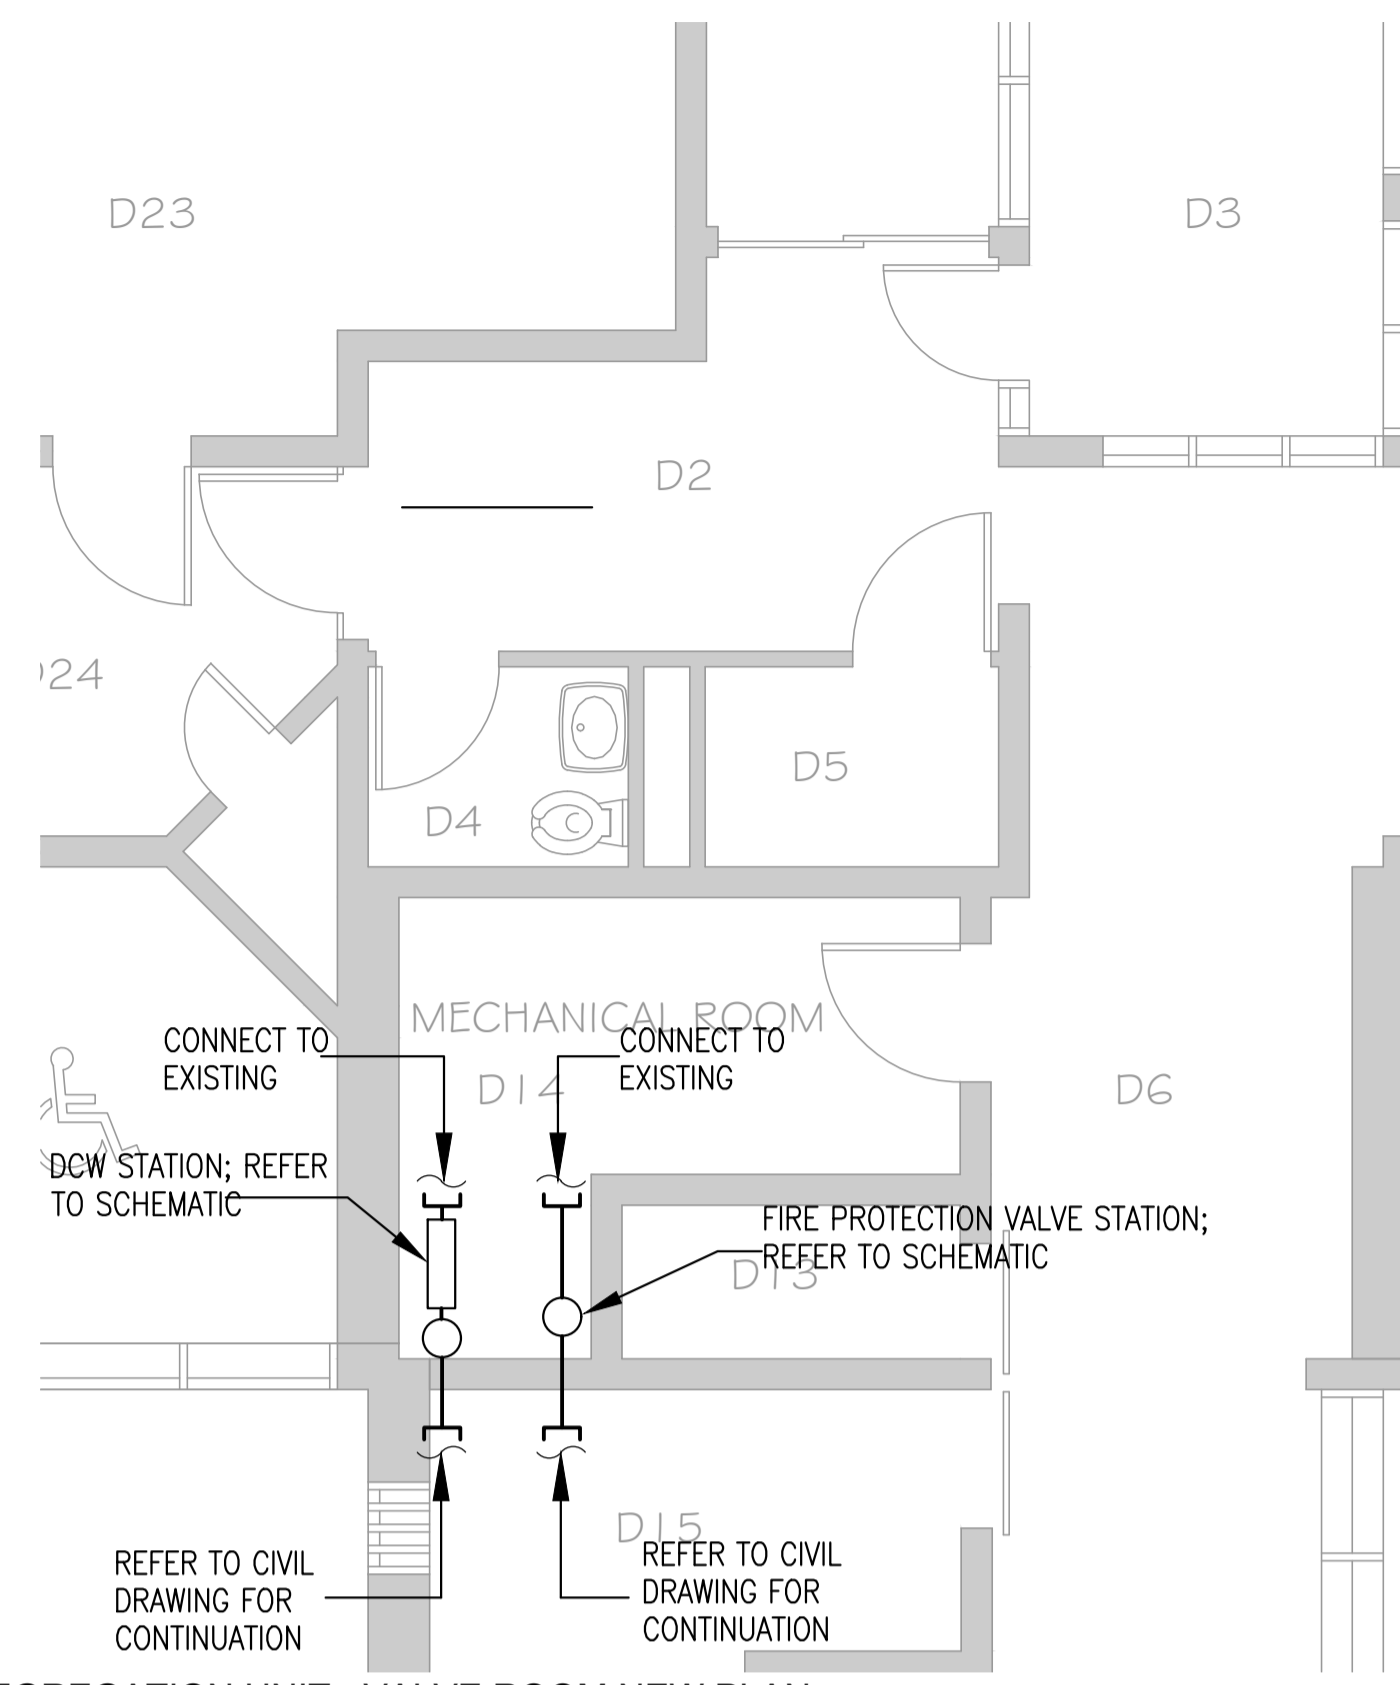 D23
D3
D2
D24
D5
D4
MECHANICAL ROOM
CONNECT TO
EXISTING
CONNECT TO
EXISTING
D14
D6
DCW STATION; REFER
TO SCHEMATIC
FIRE PROTECTION VALVE STATION;
REFER TO SCHEMATIC
D13
D15
REFER TO CIVIL
DRAWING FOR
CONTINUATION
REFER TO CIVIL
DRAWING FOR
CONTINUATION